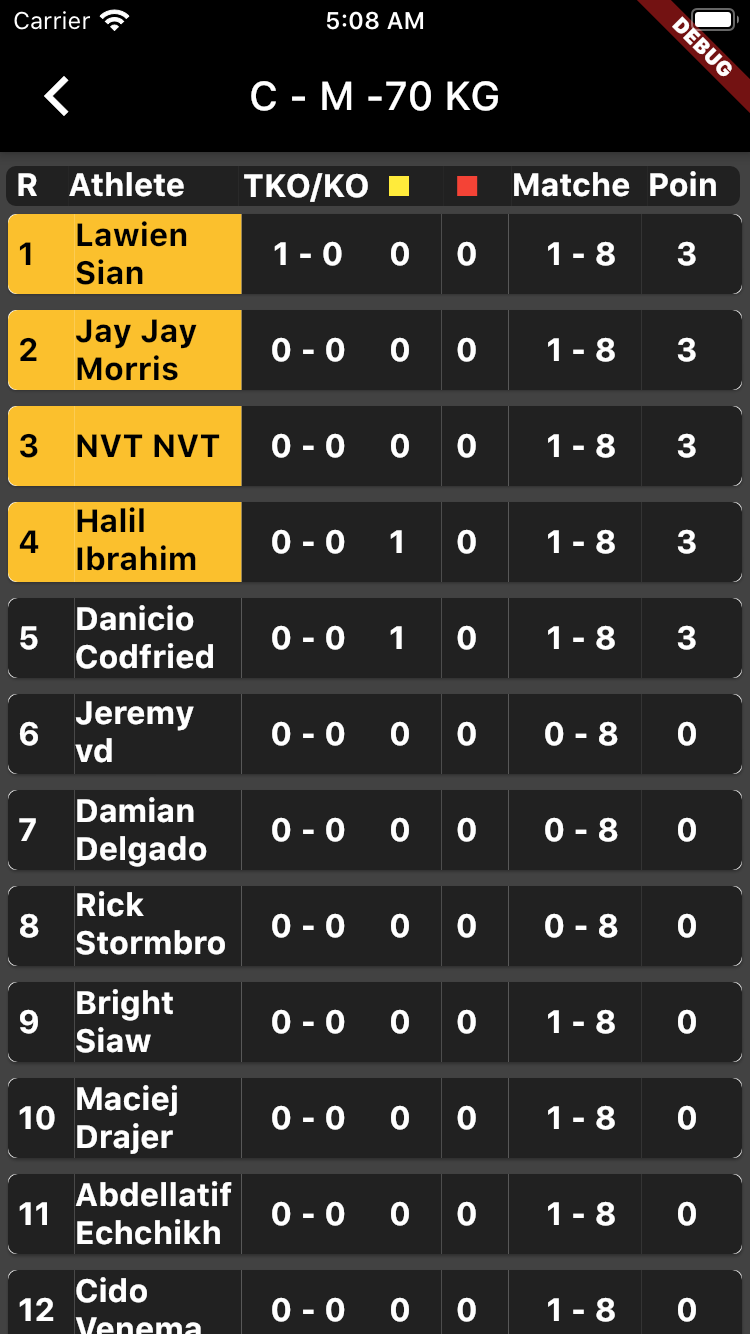 Carrier 5:08 AM
DEBUG
C - M -70 KG
R Athlete TKO/KO Matche Poin
1 Lawien Sian 1 - 0 0 0 1 - 8 3
2 Jay Jay Morris 0 - 0 0 0 1 - 8 3
3 NVT NVT 0 - 0 0 0 1 - 8 3
4 Halil Ibrahim 0 - 0 1 0 1 - 8 3
5 Danicio Codfried 0 - 0 1 0 1 - 8 3
6 Jeremy vd 0 - 0 0 0 0 - 8 0
7 Damian Delgado 0 - 0 0 0 0 - 8 0
8 Rick Stormbro 0 - 0 0 0 0 - 8 0
9 Bright Siaw 0 - 0 0 0 1 - 8 0
10 Maciej Drajer 0 - 0 0 0 1 - 8 0
11 Abdellatif Echchikh 0 - 0 0 0 1 - 8 0
12 Cido Venema 0 - 0 0 0 1 - 8 0